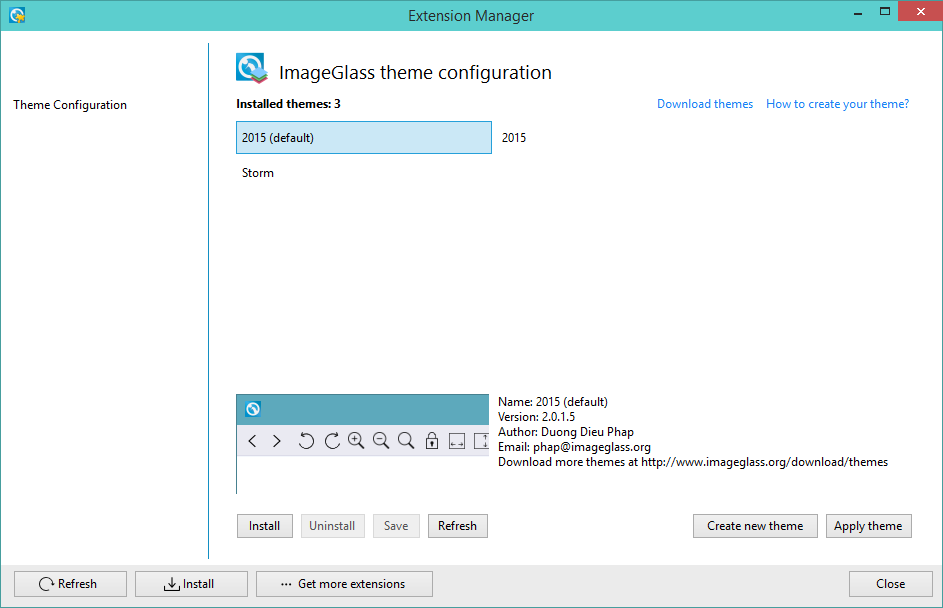 Extension Manager
ImageGlass theme configuration
Theme Configuration
Installed themes: 3
Download themes
How to create your theme?
2015 (default)
2015
Storm
Name: 2015 (default)
Version: 2.0.1.5
Author: Duong Dieu Phap
Email: phap@imageglass.org
Download more themes at http://www.imageglass.org/download/themes
Install
Uninstall
Save
Refresh
Create new theme
Apply theme
Refresh
Install
··· Get more extensions
Close